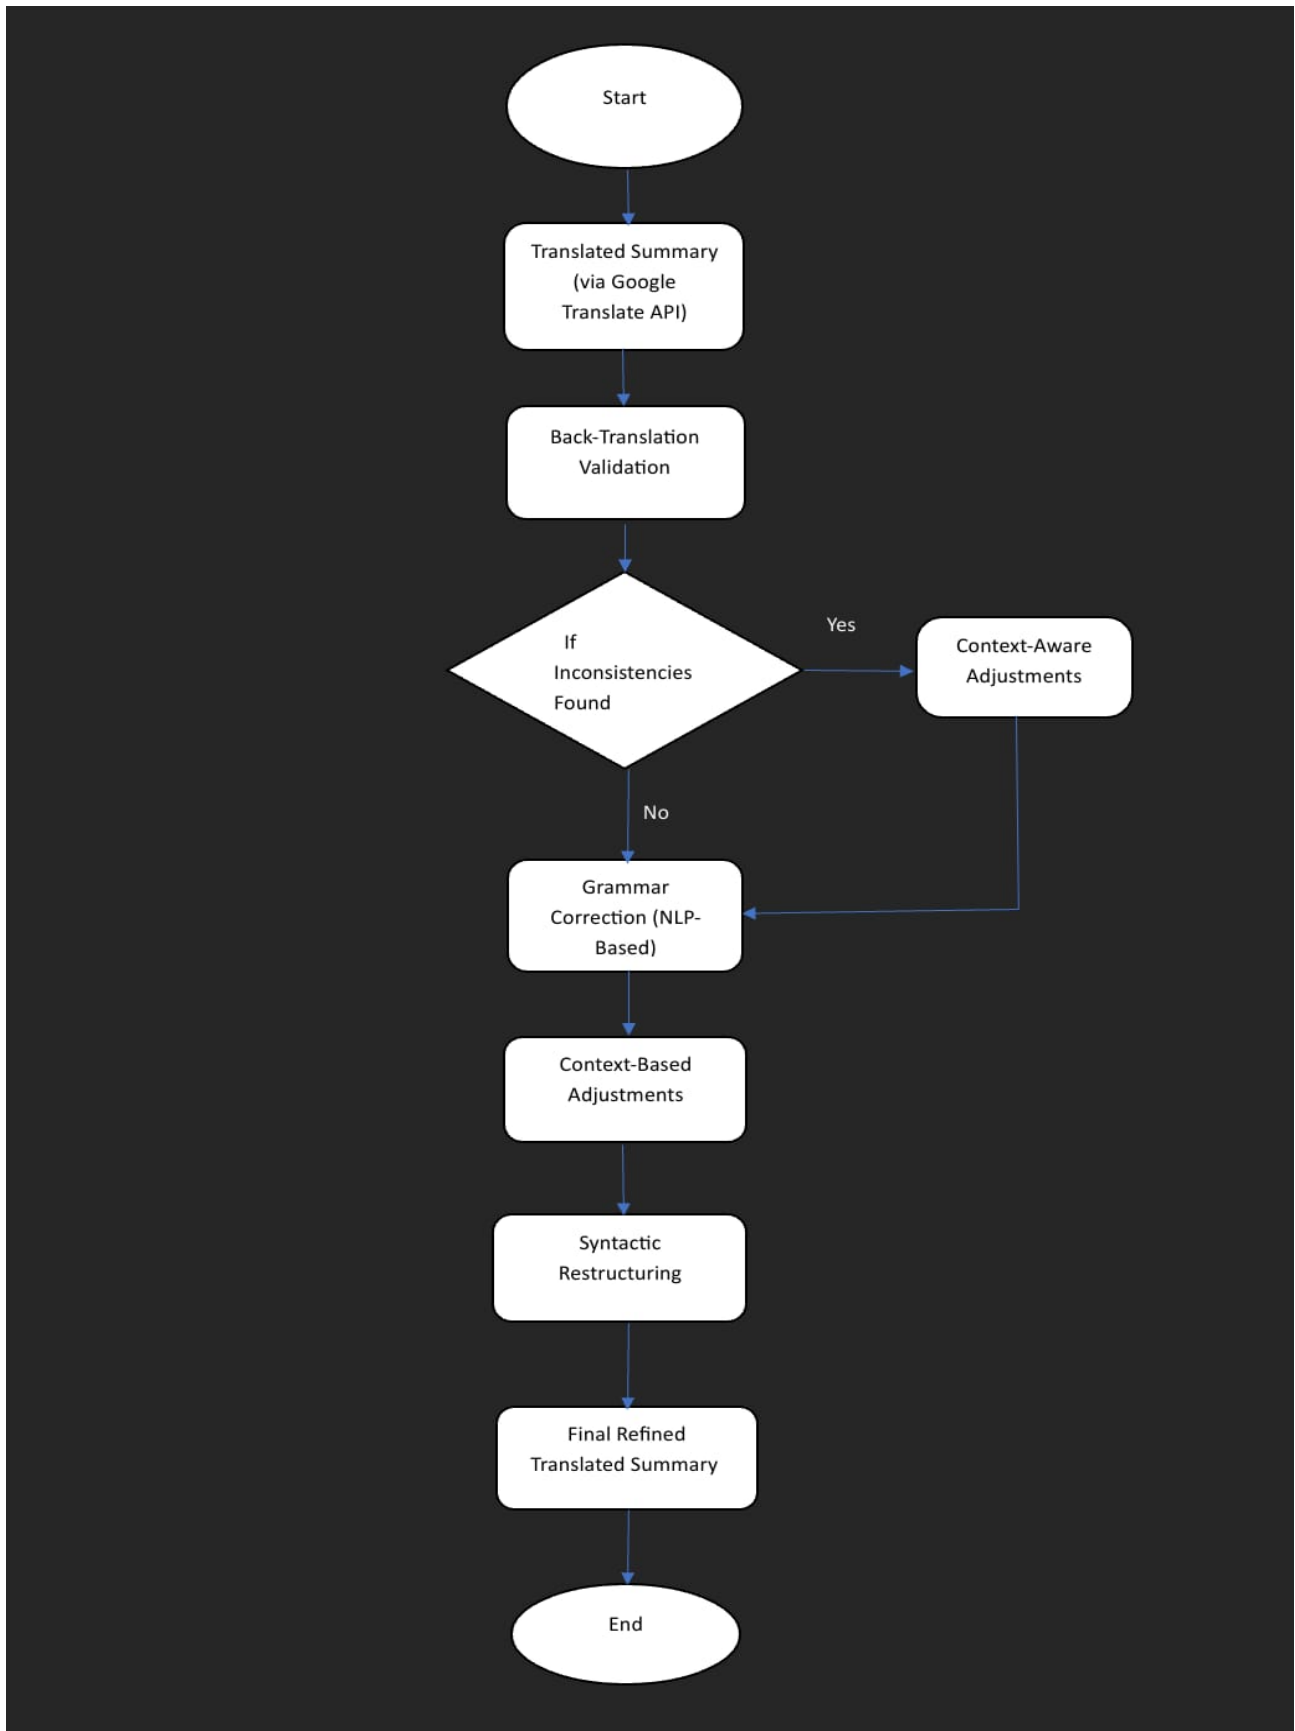 Start
Translated Summary
(via Google
Translate API)
Back-Translation
Validation
If
Inconsistencies
Found
Yes
Context-Aware
Adjustments
No
Grammar
Correction (NLP-
Based)
Context-Based
Adjustments
Syntactic
Restructuring
Final Refined
Translated Summary
End